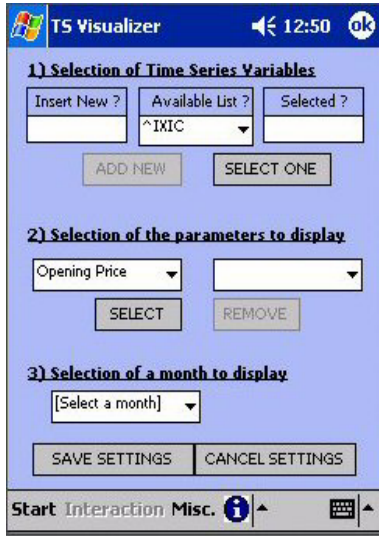 TS Visualizer 12:50 ok
1) Selection of Time Series Variables
Insert New ? Available List ? Selected ?
^IXIC
ADD NEW SELECT ONE
2) Selection of the parameters to display
Opening Price
SELECT REMOVE
3) Selection of a month to display
[Select a month]
SAVE SETTINGS CANCEL SETTINGS
Start Interaction Misc. i